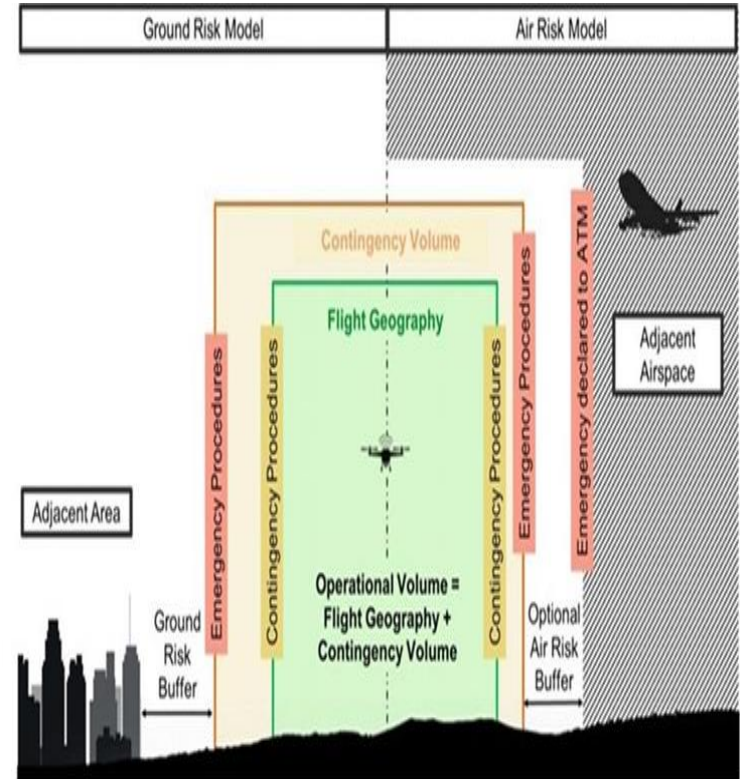 Ground Risk Model
Air Risk Model
Contingency Volume
Flight Geography
Emergency Procedures
Contingency Procedures
Contingency Procedures
Emergency Procedures
Emergency declared to ATM
Adjacent
Airspace
Adjacent Area
Operational Volume =
Flight Geography +
Contingency Volume
Ground
Risk
Buffer
Optional
Air Risk
Buffer